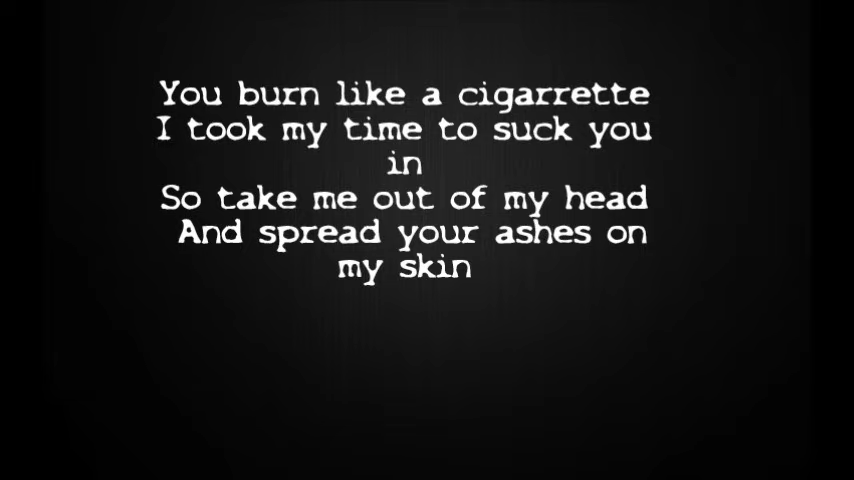 You burn like a cigarrette
I took my time to suck you
in
So take me out of my head
And spread your ashes on
my skin